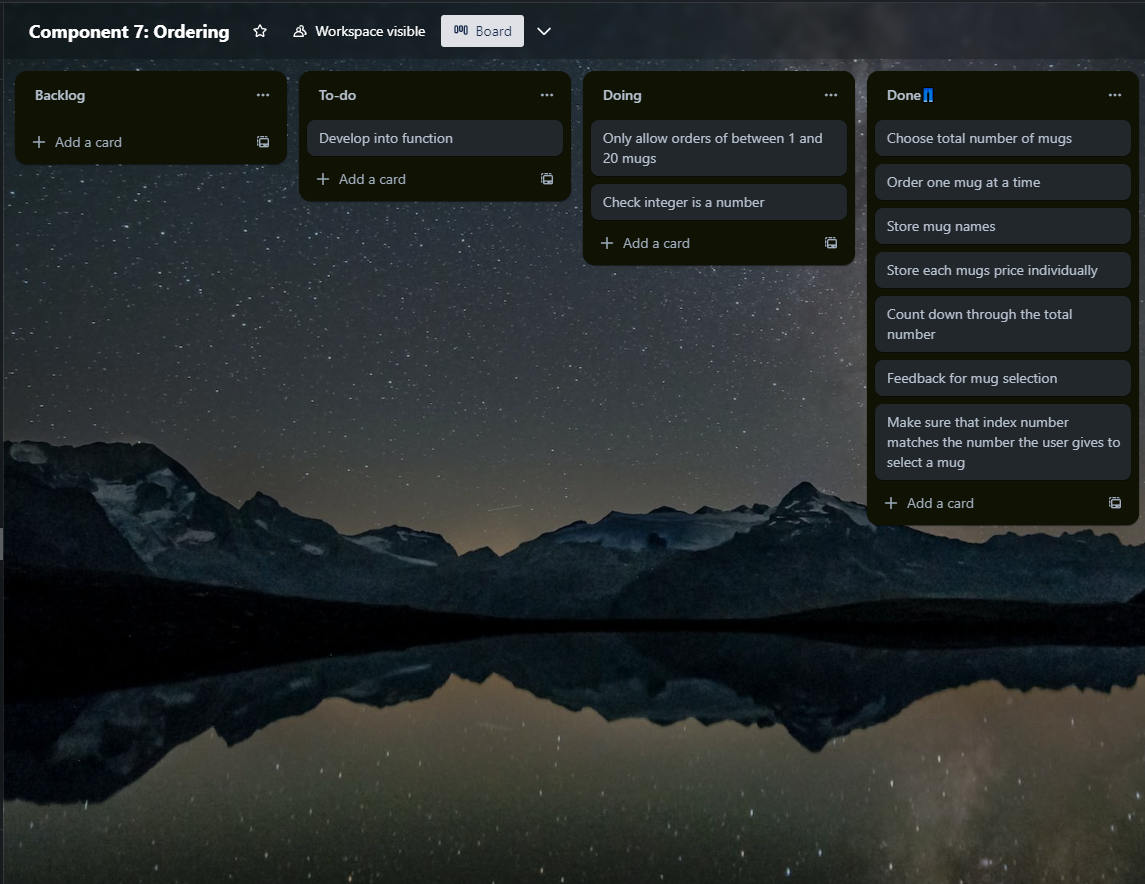 Component 7: Ordering
Workspace visible
Board
Backlog
Add a card
To-do
Develop into function
Add a card
Doing
Only allow orders of between 1 and
20 mugs
Check integer is a number
Add a card
Done👖
Choose total number of mugs
Order one mug at a time
Store mug names
Store each mugs price individually
Count down through the total
number
Feedback for mug selection
Make sure that index number
matches the number the user gives to
select a mug
Add a card